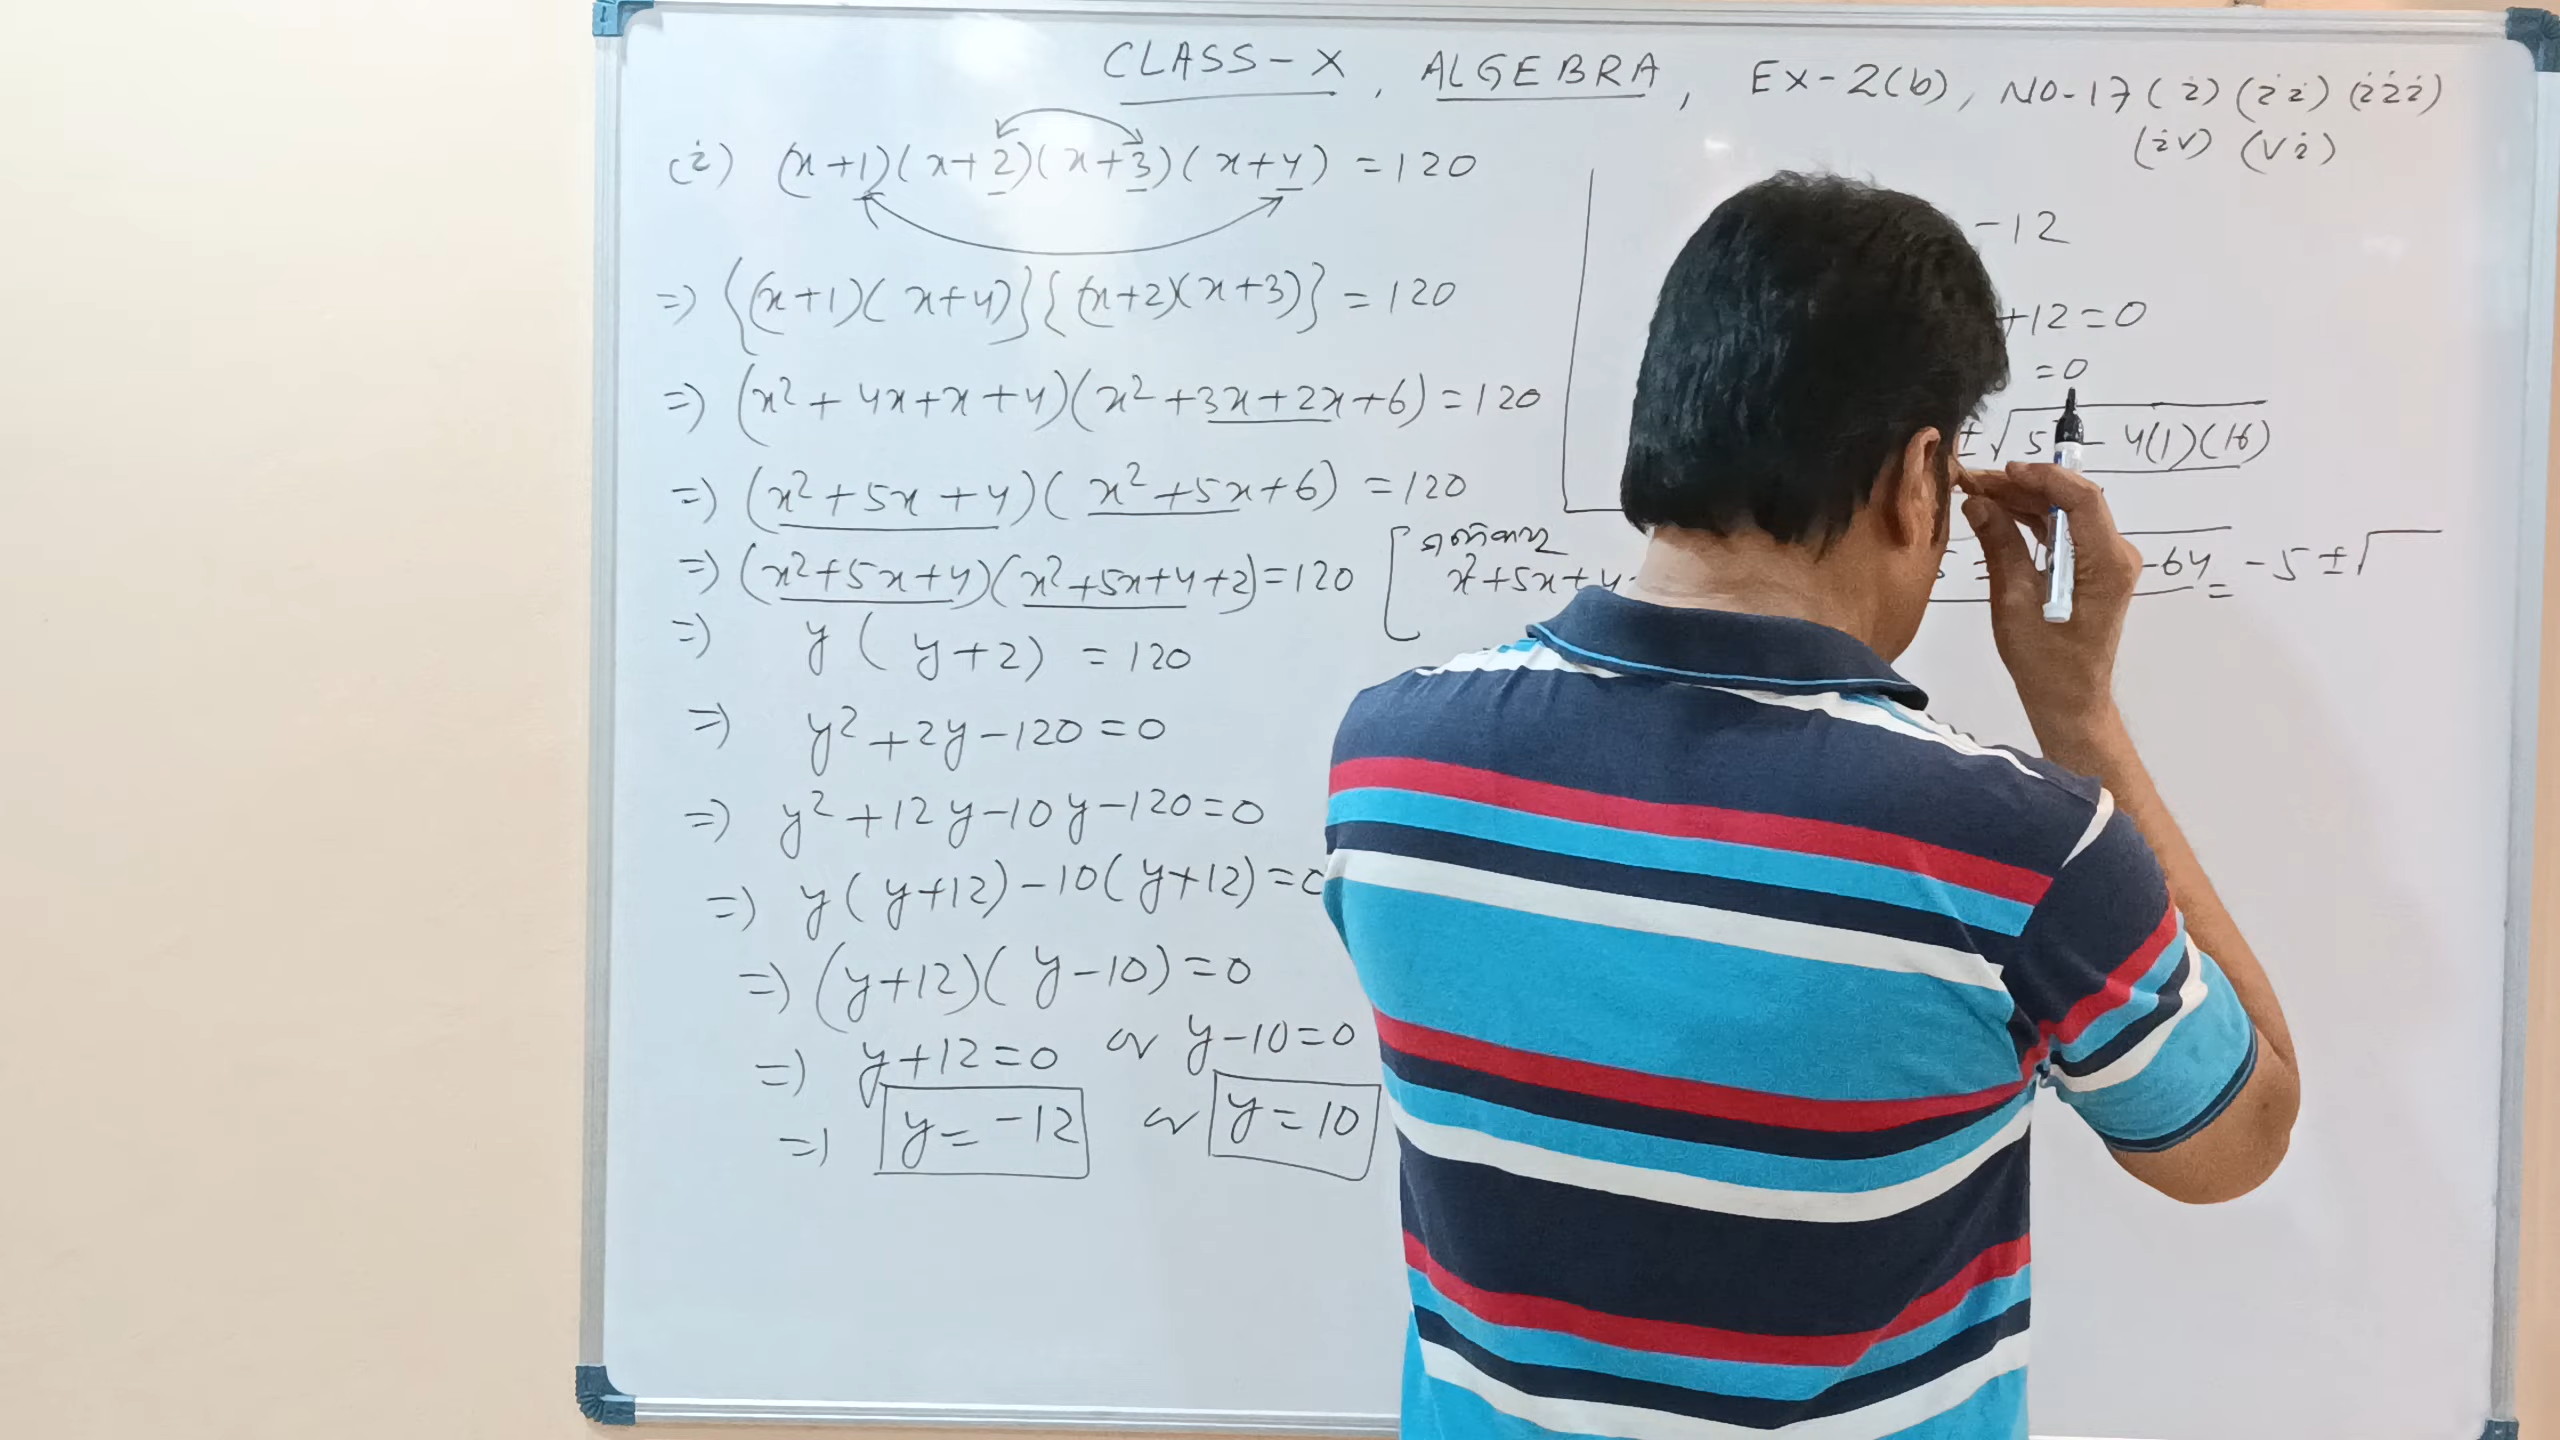 CLASS-X, ALGEBRA, EX-2(b), NO-17 (i) (ii) (iii)
(iv) (vi)
(i) (x+1)(x+2)(x+3)(x+4) = 120
=> {(x+1)(x+4)}{(x+2)(x+3)} = 120
=> (x²+4x+x+4)(x²+3x+2x+6) = 120
=> (x²+5x+4)(x²+5x+6) = 120
=> (x²+5x+4)(x²+5x+4+2) = 120
x²+5x+4
=> y(y+2) = 120
=> y²+2y-120=0
=> y²+12y-10y-120=0
=> y(y+12)-10(y+12)=0
=> (y+12)(y-10)=0
=> y+12=0 or y-10=0
=> y=-12 or y=10
-12
+12=0
=0
±√5 - 4(1)(16)
-64 = -5±√